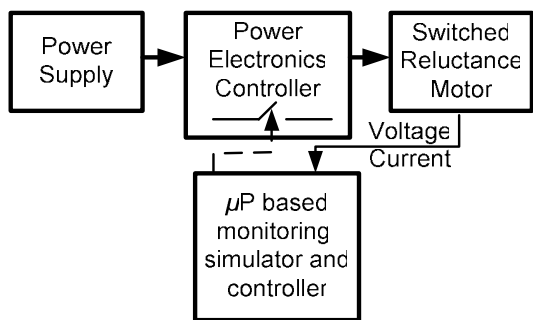 Power
Supply
Power
Electronics
Controller
Switched
Reluctance
Motor
Voltage
Current
µP based
monitoring
simulator and
controller